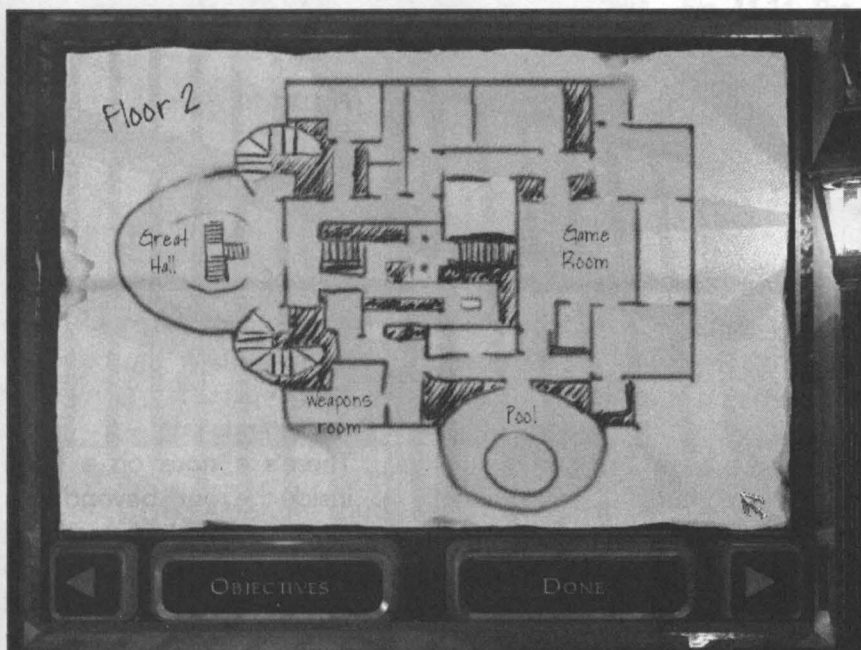 Floor 2
Great
Hall
Game
Room
Weapons
room
Pool
OBJECTIVES
DONE